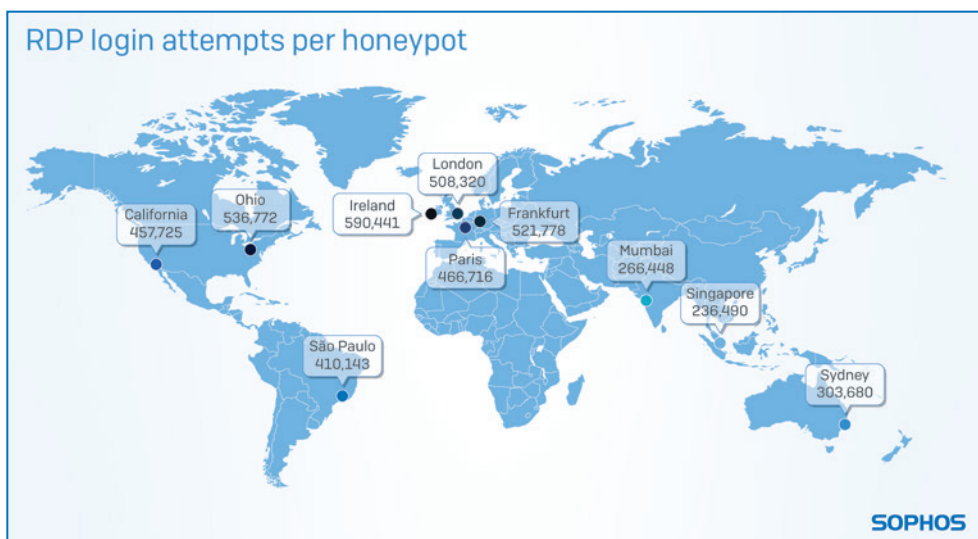 RDP login attempts per honeypot
London
508,320
Ohio
536,772
Ireland
590,441
California
457,725
Frankfurt
521,778
Paris
466,716
Mumbai
266,448
Singapore
236,490
São Paulo
410,143
Sydney
303,680
SOPHOS